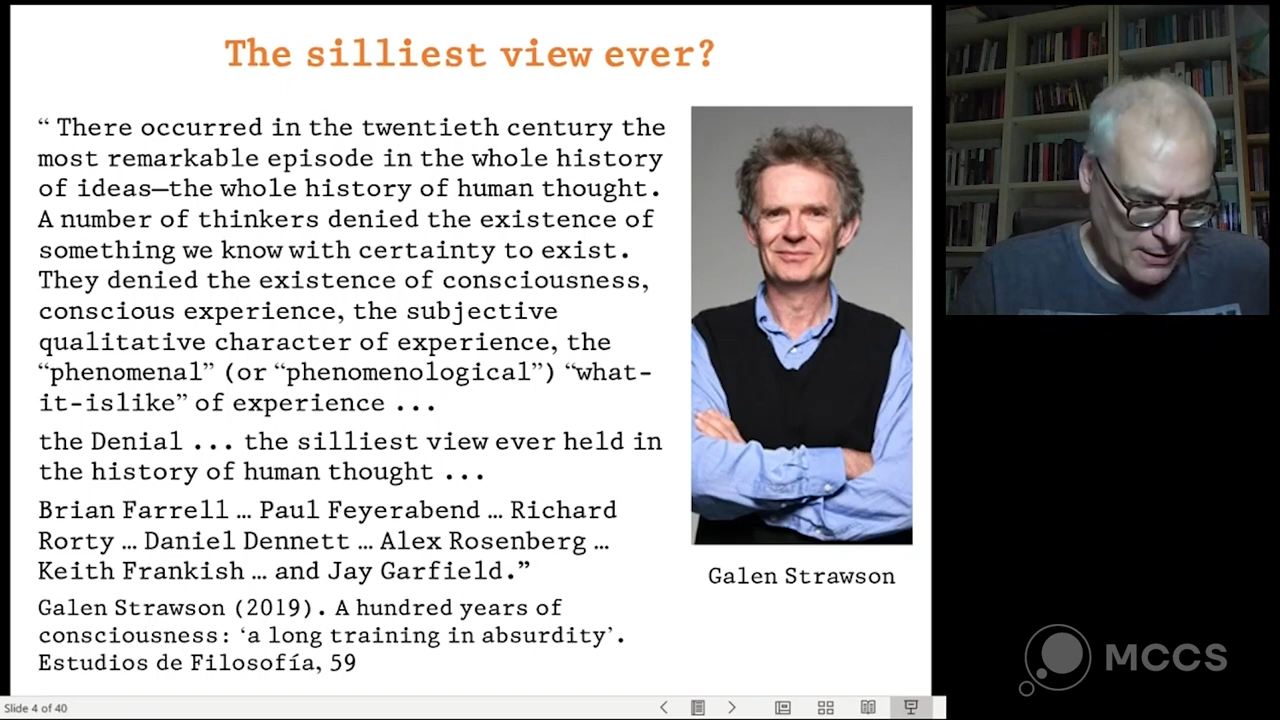 The silliest view ever?
“ There occurred in the twentieth century the
most remarkable episode in the whole history
of ideas—the whole history of human thought.
A number of thinkers denied the existence of
something we know with certainty to exist.
They denied the existence of consciousness,
conscious experience, the subjective
qualitative character of experience, the
“phenomenal” (or “phenomenological”) “what-
it-islike” of experience ...
the Denial ... the silliest view ever held in
the history of human thought ...
Brian Farrell … Paul Feyerabend … Richard
Rorty … Daniel Dennett … Alex Rosenberg …
Keith Frankish … and Jay Garfield.”
Galen Strawson (2019). A hundred years of
consciousness: ‘a long training in absurdity’.
Estudios de Filosofía, 59
Galen Strawson
MCCS
Slide 4 of 40